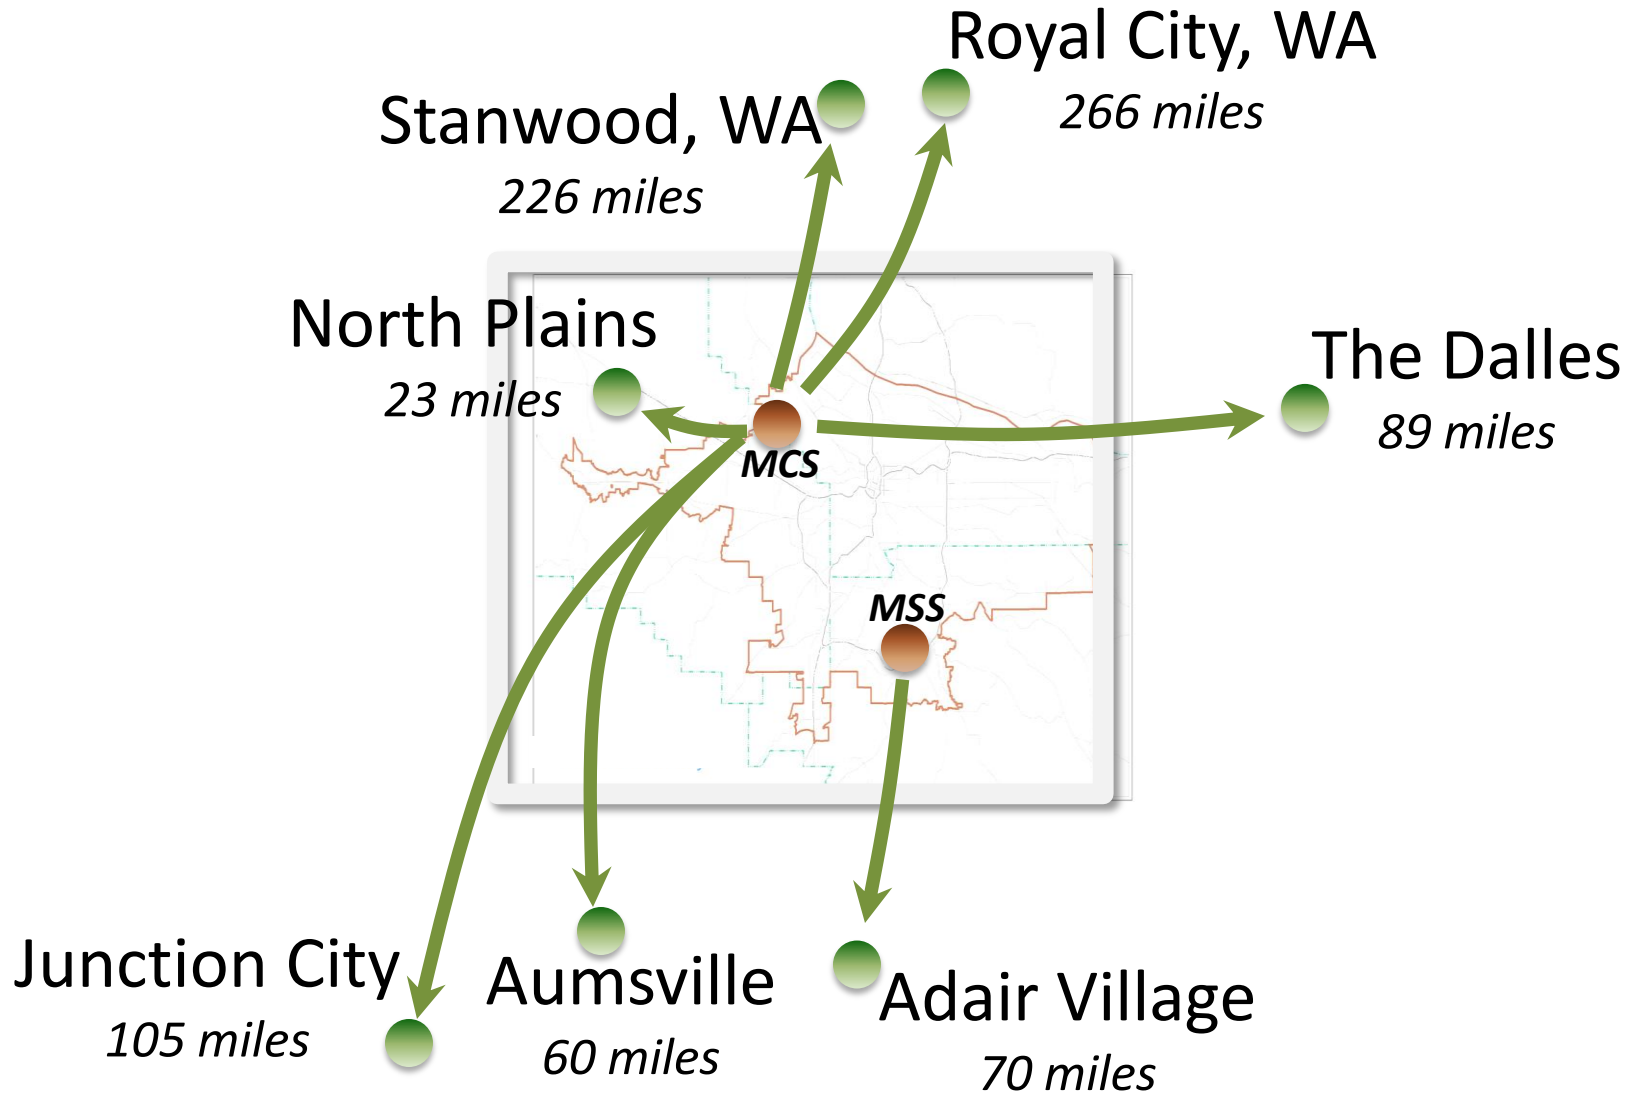 Royal City, WA
266 miles
Stanwood, WA
226 miles
North Plains
23 miles
The Dalles
89 miles
MCS
MSS
Junction City
105 miles
Aumsville
60 miles
Adair Village
70 miles